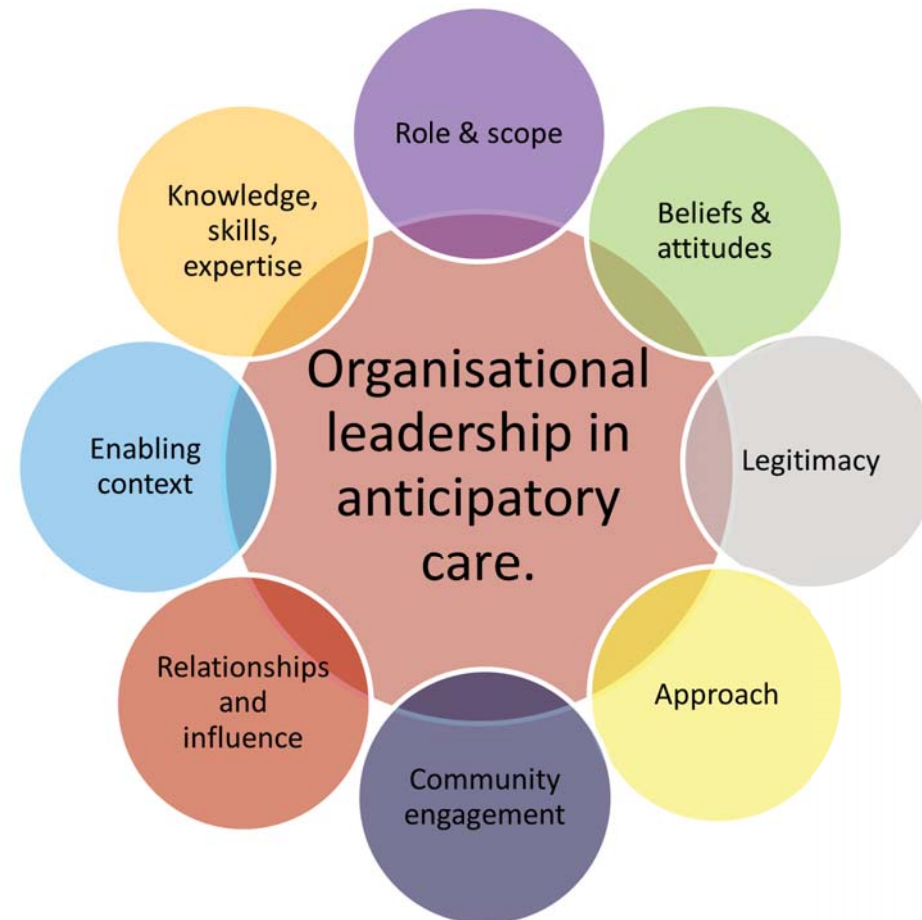 Role & scope
Beliefs &
attitudes
Legitimacy
Approach
Community
engagement
Relationships
and
influence
Enabling
context
Knowledge,
skills,
expertise
Organisational
leadership in
anticipatory
care.